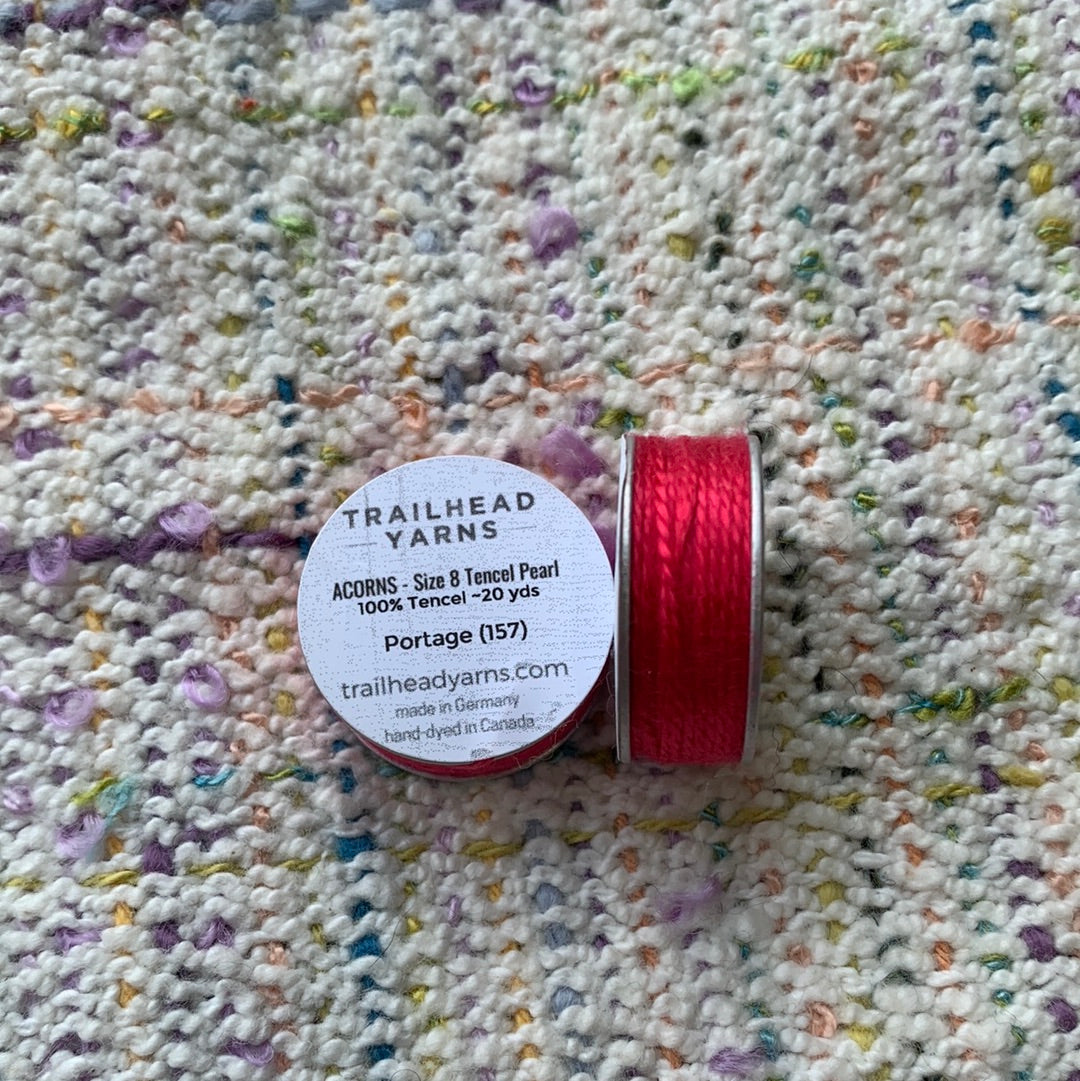 TRAILHEAD
YARNS
ACORNS - Size 8 Tencel Pearl
100% Tencel ~20 yds
Portage (157)
trailheadyarns.com
made in Germany
hand-dyed in Canada